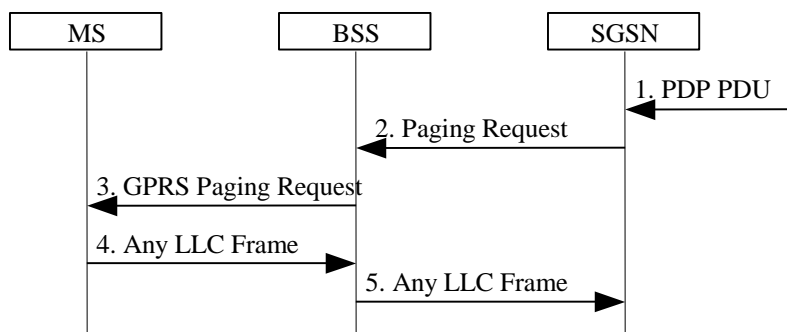 MS
BSS
SGSN
1. PDP PDU
2. Paging Request
3. GPRS Paging Request
4. Any LLC Frame
5. Any LLC Frame